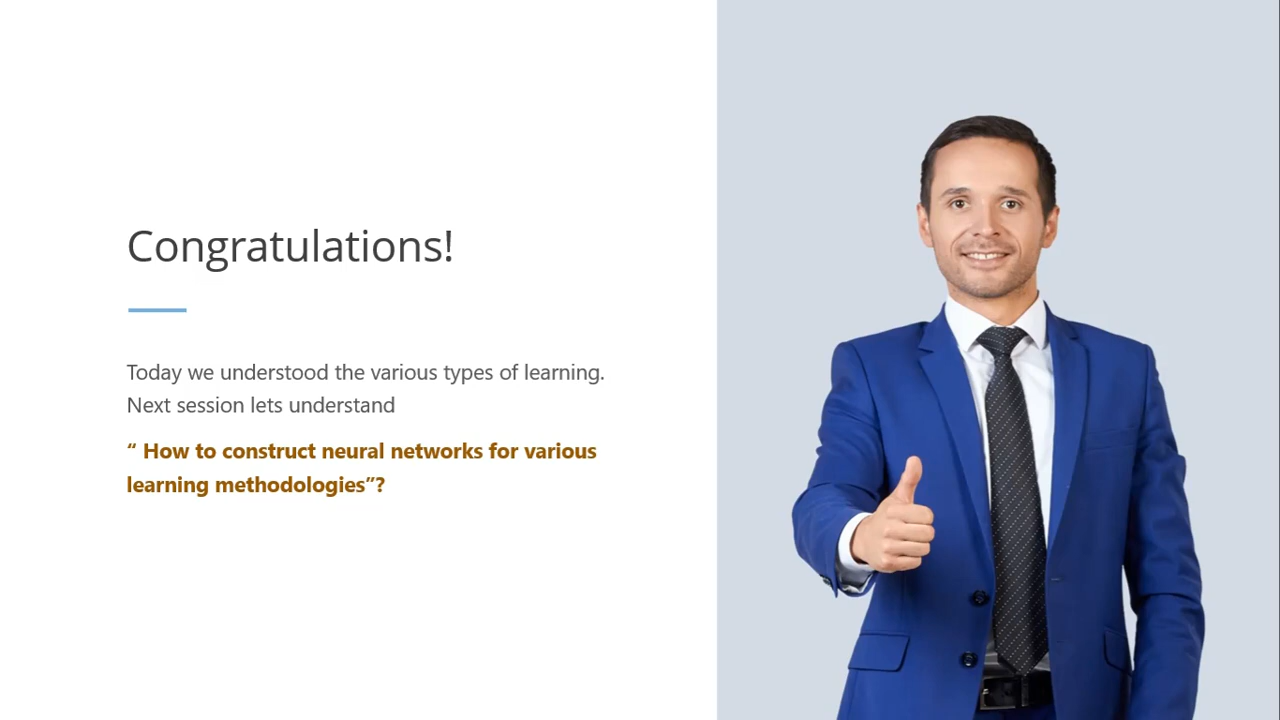 Congratulations!
Today we understood the various types of learning.
Next session lets understand
“ How to construct neural networks for various
learning methodologies”?